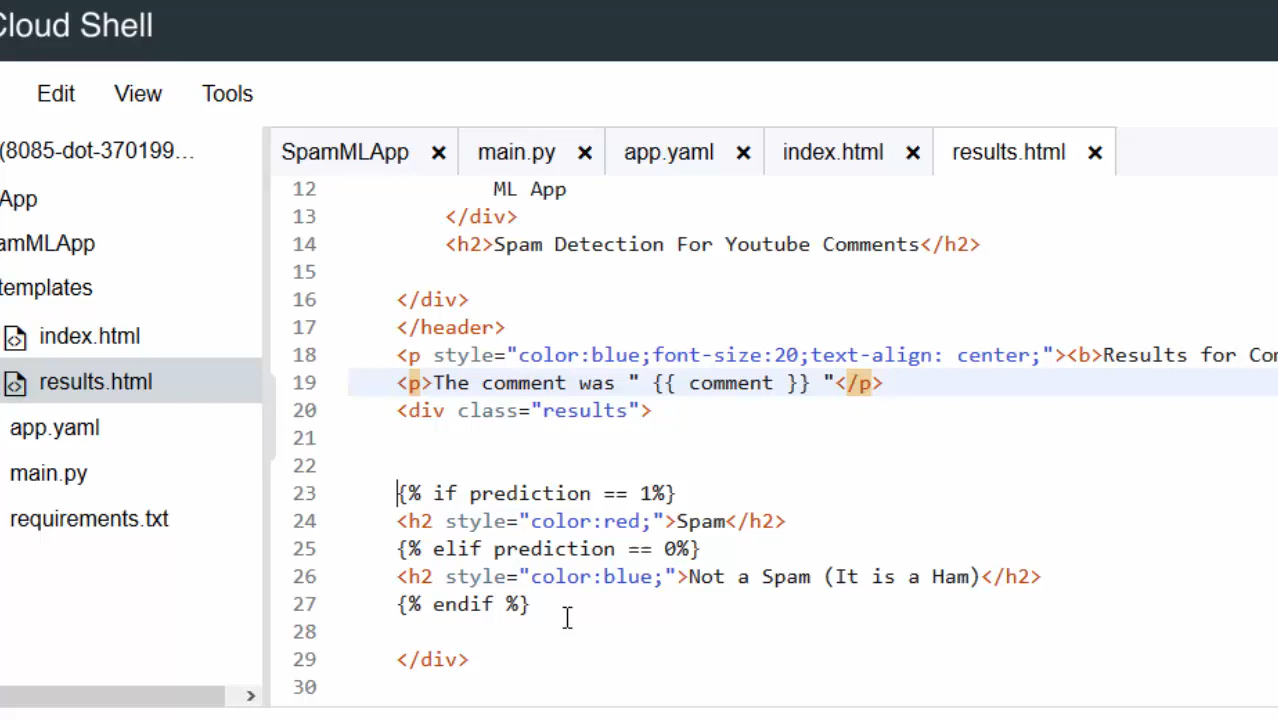 Cloud Shell
Edit View Tools
(8085-dot-370199...
App
amMLApp
templates
index.html
results.html
app.yaml
main.py
requirements.txt
SpamMLApp × main.py × app.yaml × index.html × results.html ×
12 ML App
13 </div>
14 <h2>Spam Detection For Youtube Comments</h2>
15
16 </div>
17 </header>
18 <p style="color:blue;font-size:20;text-align: center;"><b>Results for Com
19 <p>The comment was " {{ comment }} "</p>
20 <div class="results">
21
22
23 {% if prediction == 1%}
24 <h2 style="color:red;">Spam</h2>
25 {% elif prediction == 0%}
26 <h2 style="color:blue;">Not a Spam (It is a Ham)</h2>
27 {% endif %}
28
29 </div>
30